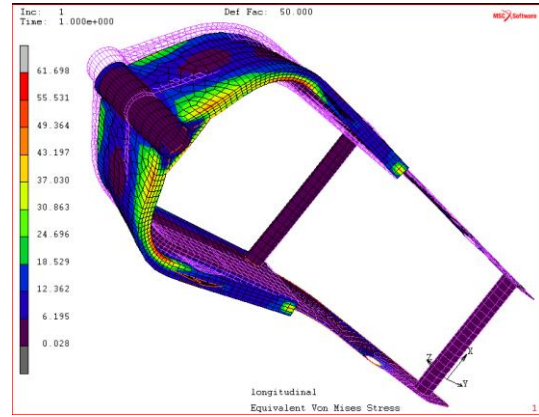 Inc: 1
Time: 1.000e+000
Def Fac: 50.000
MSC Software
61.698
55.531
49.364
43.197
37.030
30.863
24.696
18.529
12.362
6.195
0.028
Z
X
Y
longitudinal
Equivalent Von Mises Stress
1